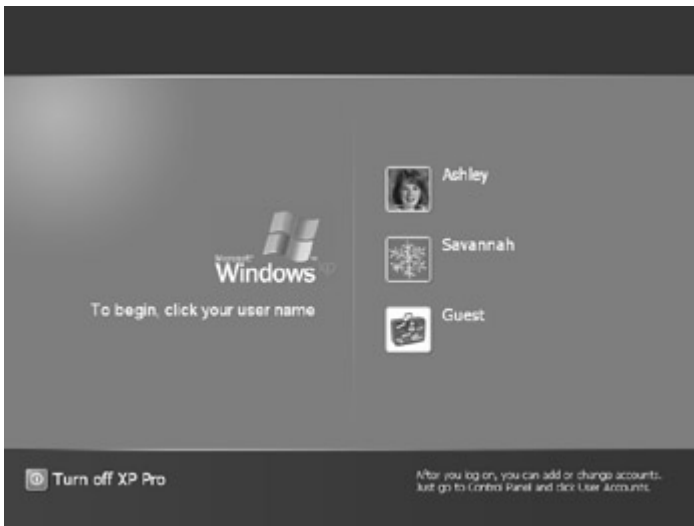 Ashley
Savannah
Guest
Microsoft
Windows xp
To begin, click your user name
Turn off XP Pro
After you log on, you can add or change accounts.
Just go to Control Panel and click User Accounts.